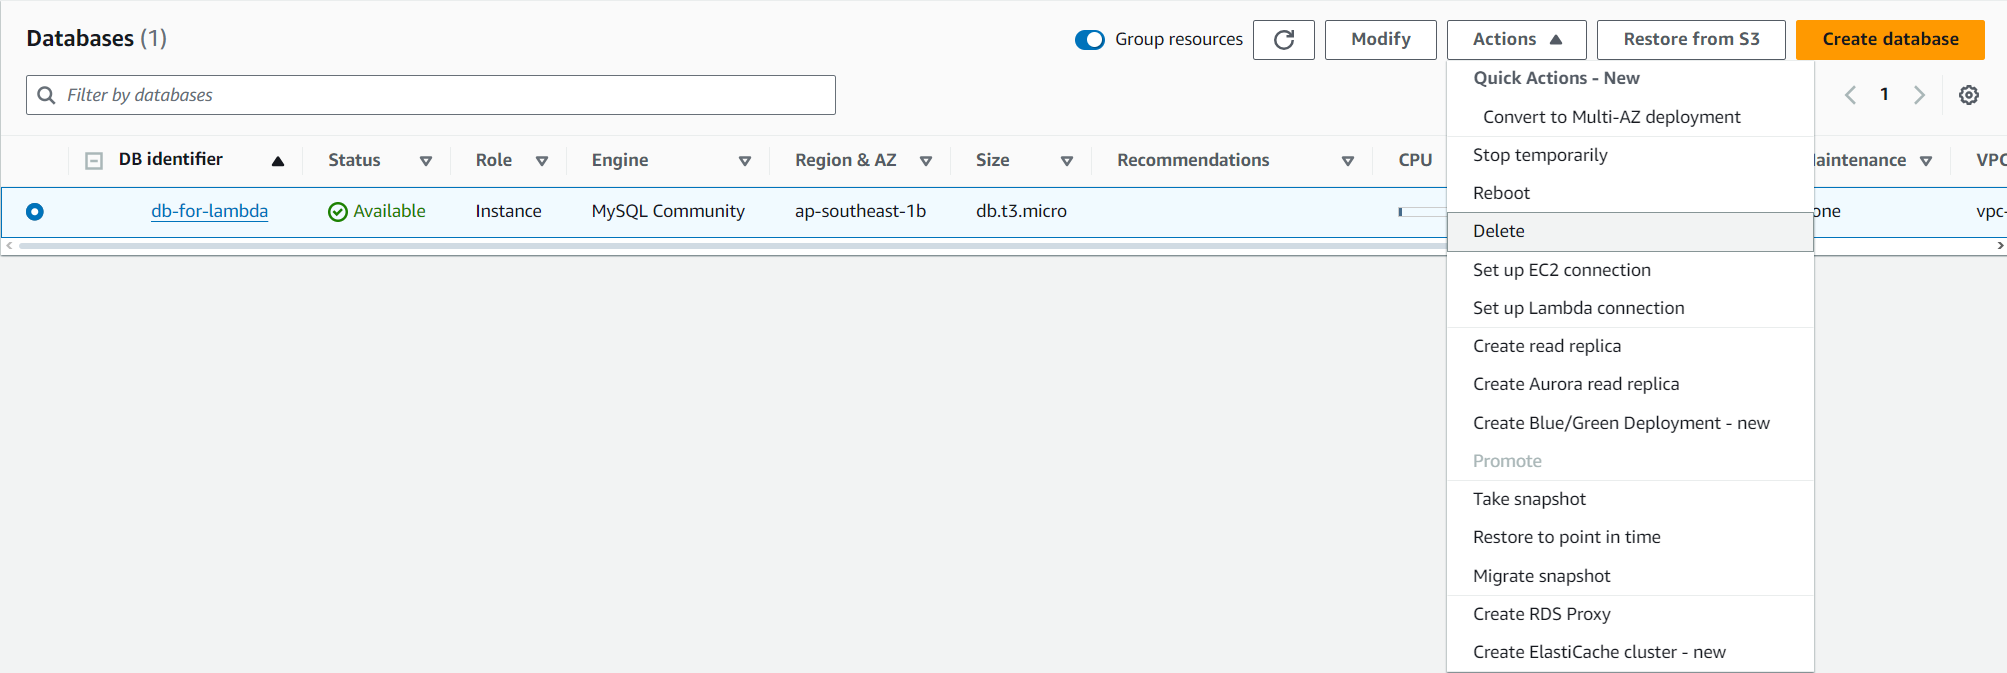 Databases (1)
Group resources
Modify
Actions
Restore from S3
Create database
Filter by databases
1
Quick Actions - New
Convert to Multi-AZ deployment
Stop temporarily
Reboot
Delete
Set up EC2 connection
Set up Lambda connection
Create read replica
Create Aurora read replica
Create Blue/Green Deployment - new
Promote
Take snapshot
Restore to point in time
Migrate snapshot
Create RDS Proxy
Create ElastiCache cluster - new
DB identifier Status Role Engine Region & AZ Size Recommendations CPU aintenance VPC
db-for-lambda Available Instance MySQL Community ap-southeast-1b db.t3.micro one vpc-